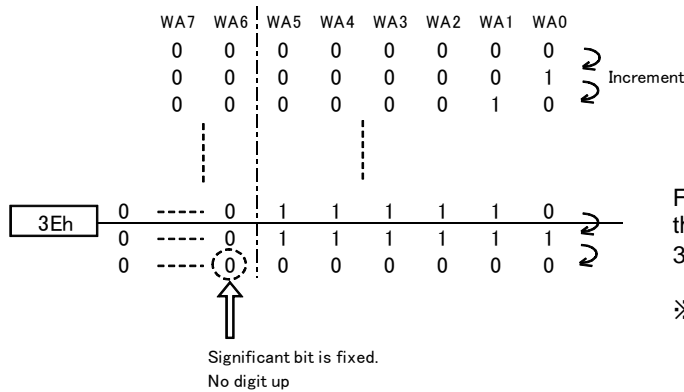 WA7 WA6 WA5 WA4 WA3 WA2 WA1 WA0
0 0 0 0 0 0 0 0
0 0 0 0 0 0 0 1
Increment
0 0 0 0 0 0 1 0
3Eh
0 ----- 0 1 1 1 1 1 0
0 ----- 0 1 1 1 1 1 1
0 ----- 0 0 0 0 0 0 0
F
th
3
※
Significant bit is fixed.
No digit up